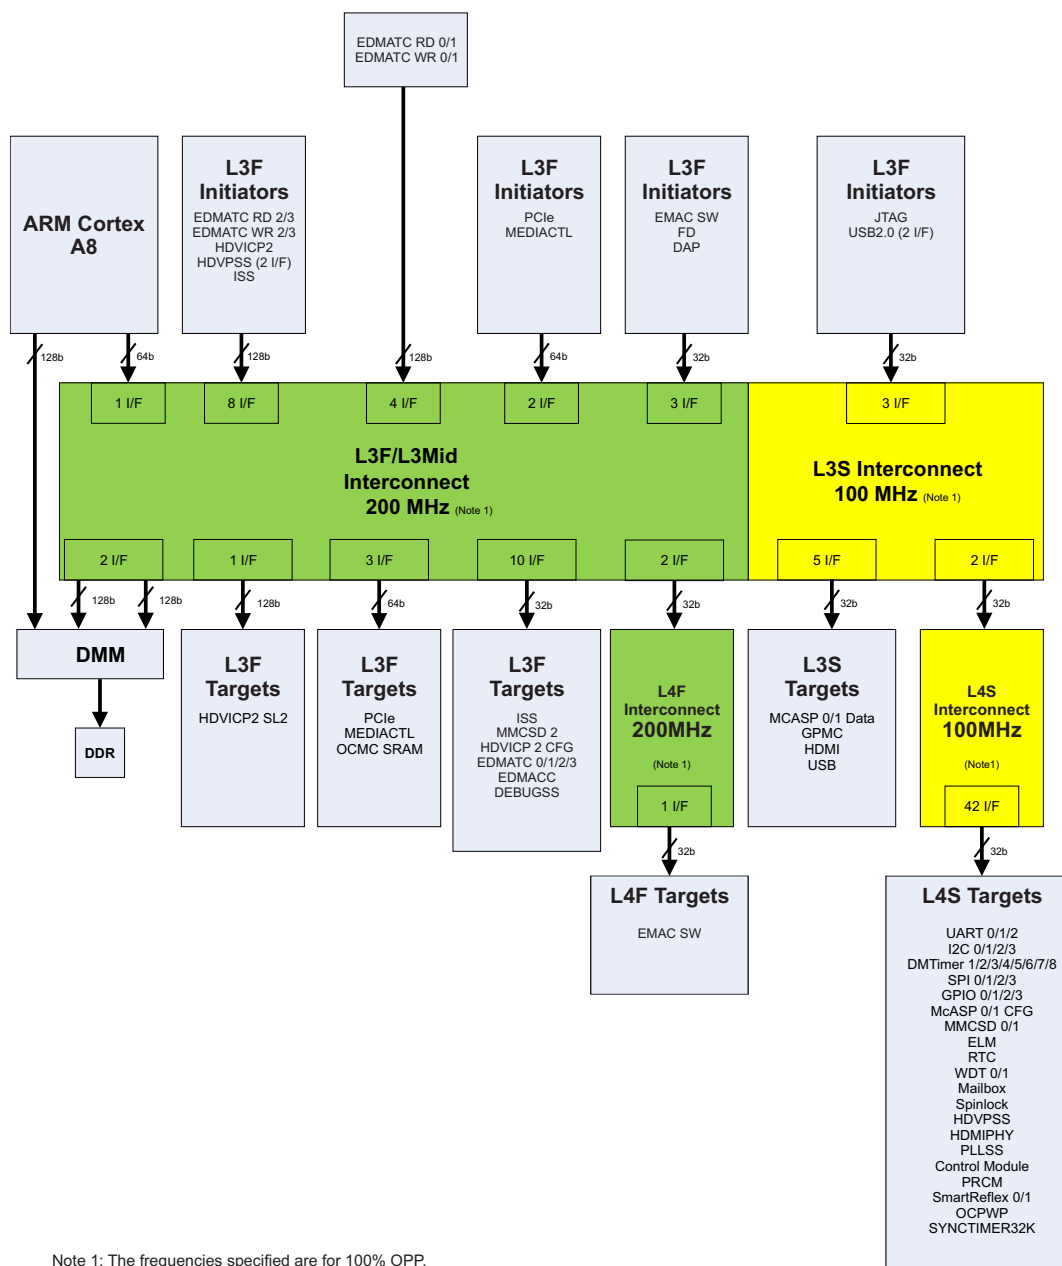 EDMATC RD 0/1
EDMATC WR 0/1
ARM Cortex
A8
L3F
Initiators
EDMATC RD 2/3
EDMATC WR 2/3
HDVICP2
HDVPSS (2 I/F)
ISS
L3F
Initiators
PCIe
MEDIACTL
L3F
Initiators
EMAC SW
FD
DAP
L3F
Initiators
JTAG
USB2.0 (2 I/F)
128b
64b
128b
128b
64b
32b
32b
1 I/F
8 I/F
4 I/F
2 I/F
3 I/F
3 I/F
L3F/L3Mid
Interconnect
200 MHz (Note 1)
L3S Interconnect
100 MHz (Note 1)
2 I/F
1 I/F
3 I/F
10 I/F
2 I/F
5 I/F
2 I/F
128b
128b
128b
64b
32b
32b
32b
32b
DMM
DDR
L3F
Targets
HDVICP2 SL2
L3F
Targets
PCIe
MEDIACTL
OCMC SRAM
L3F
Targets
ISS
MMCSD 2
HDVICP 2 CFG
EDMATC 0/1/2/3
EDMACC
DEBUGSS
L4F
Interconnect
200MHz
(Note 1)
1 I/F
L3S
Targets
MCASP 0/1 Data
GPMC
HDMI
USB
L4S
Interconnect
100MHz
(Note1)
42 I/F
32b
32b
L4F Targets
EMAC SW
L4S Targets
UART 0/1/2
I2C 0/1/2/3
DMTimer 1/2/3/4/5/6/7/8
SPI 0/1/2/3
GPIO 0/1/2/3
McASP 0/1 CFG
MMCSD 0/1
ELM
RTC
WDT 0/1
Mailbox
Spinlock
HDVPSS
HDMIPHY
PLLSS
Control Module
PRCM
SmartReflex 0/1
OCPWP
SYNCTIMER32K
Note 1: The frequencies specified are for 100% OPP.